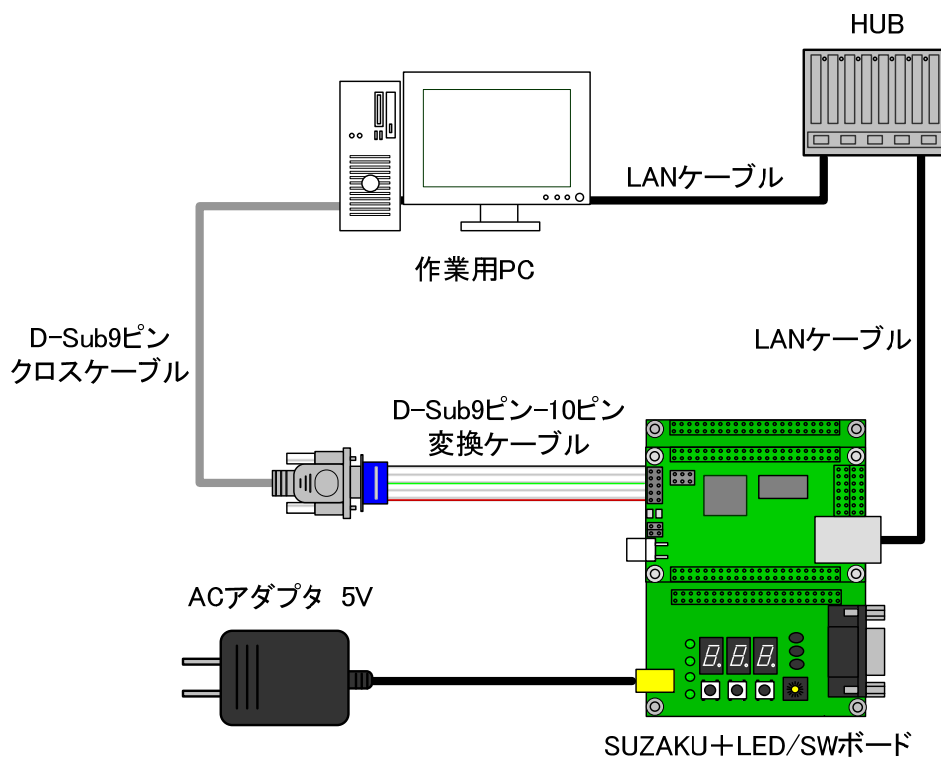 HUB
LANケーブル
作業用PC
D-Sub9ピン
クロスケーブル
LANケーブル
D-Sub9ピン-10ピン
変換ケーブル
ACアダプタ 5V
SUZAKU+LED/SWボード